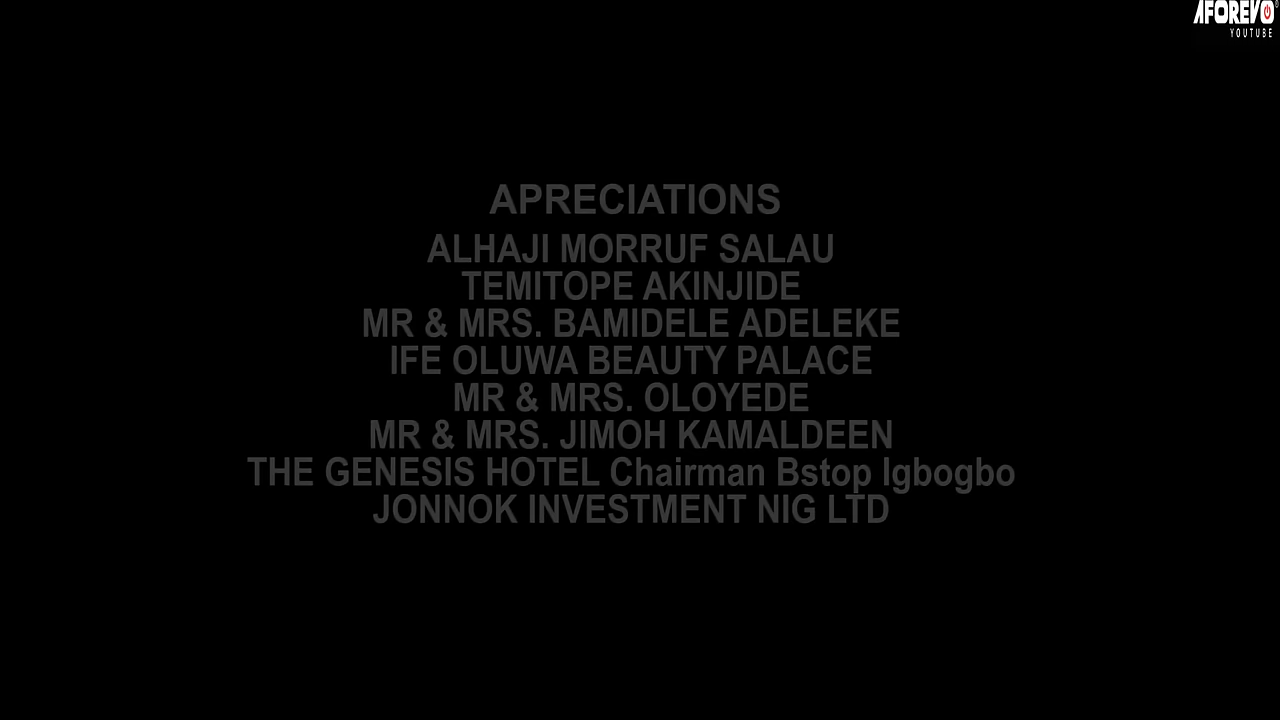 AFOREVO
YOUTUBE
APRECIATIONS
ALHAJI MORRUF SALAU
TEMITOPE AKINJIDE
MR & MRS. BAMIDELE ADELEKE
IFE OLUWA BEAUTY PALACE
MR & MRS. OLOYEDE
MR & MRS. JIMOH KAMALDEEN
THE GENESIS HOTEL Chairman Bstop Igbogbo
JONNOK INVESTMENT NIG LTD